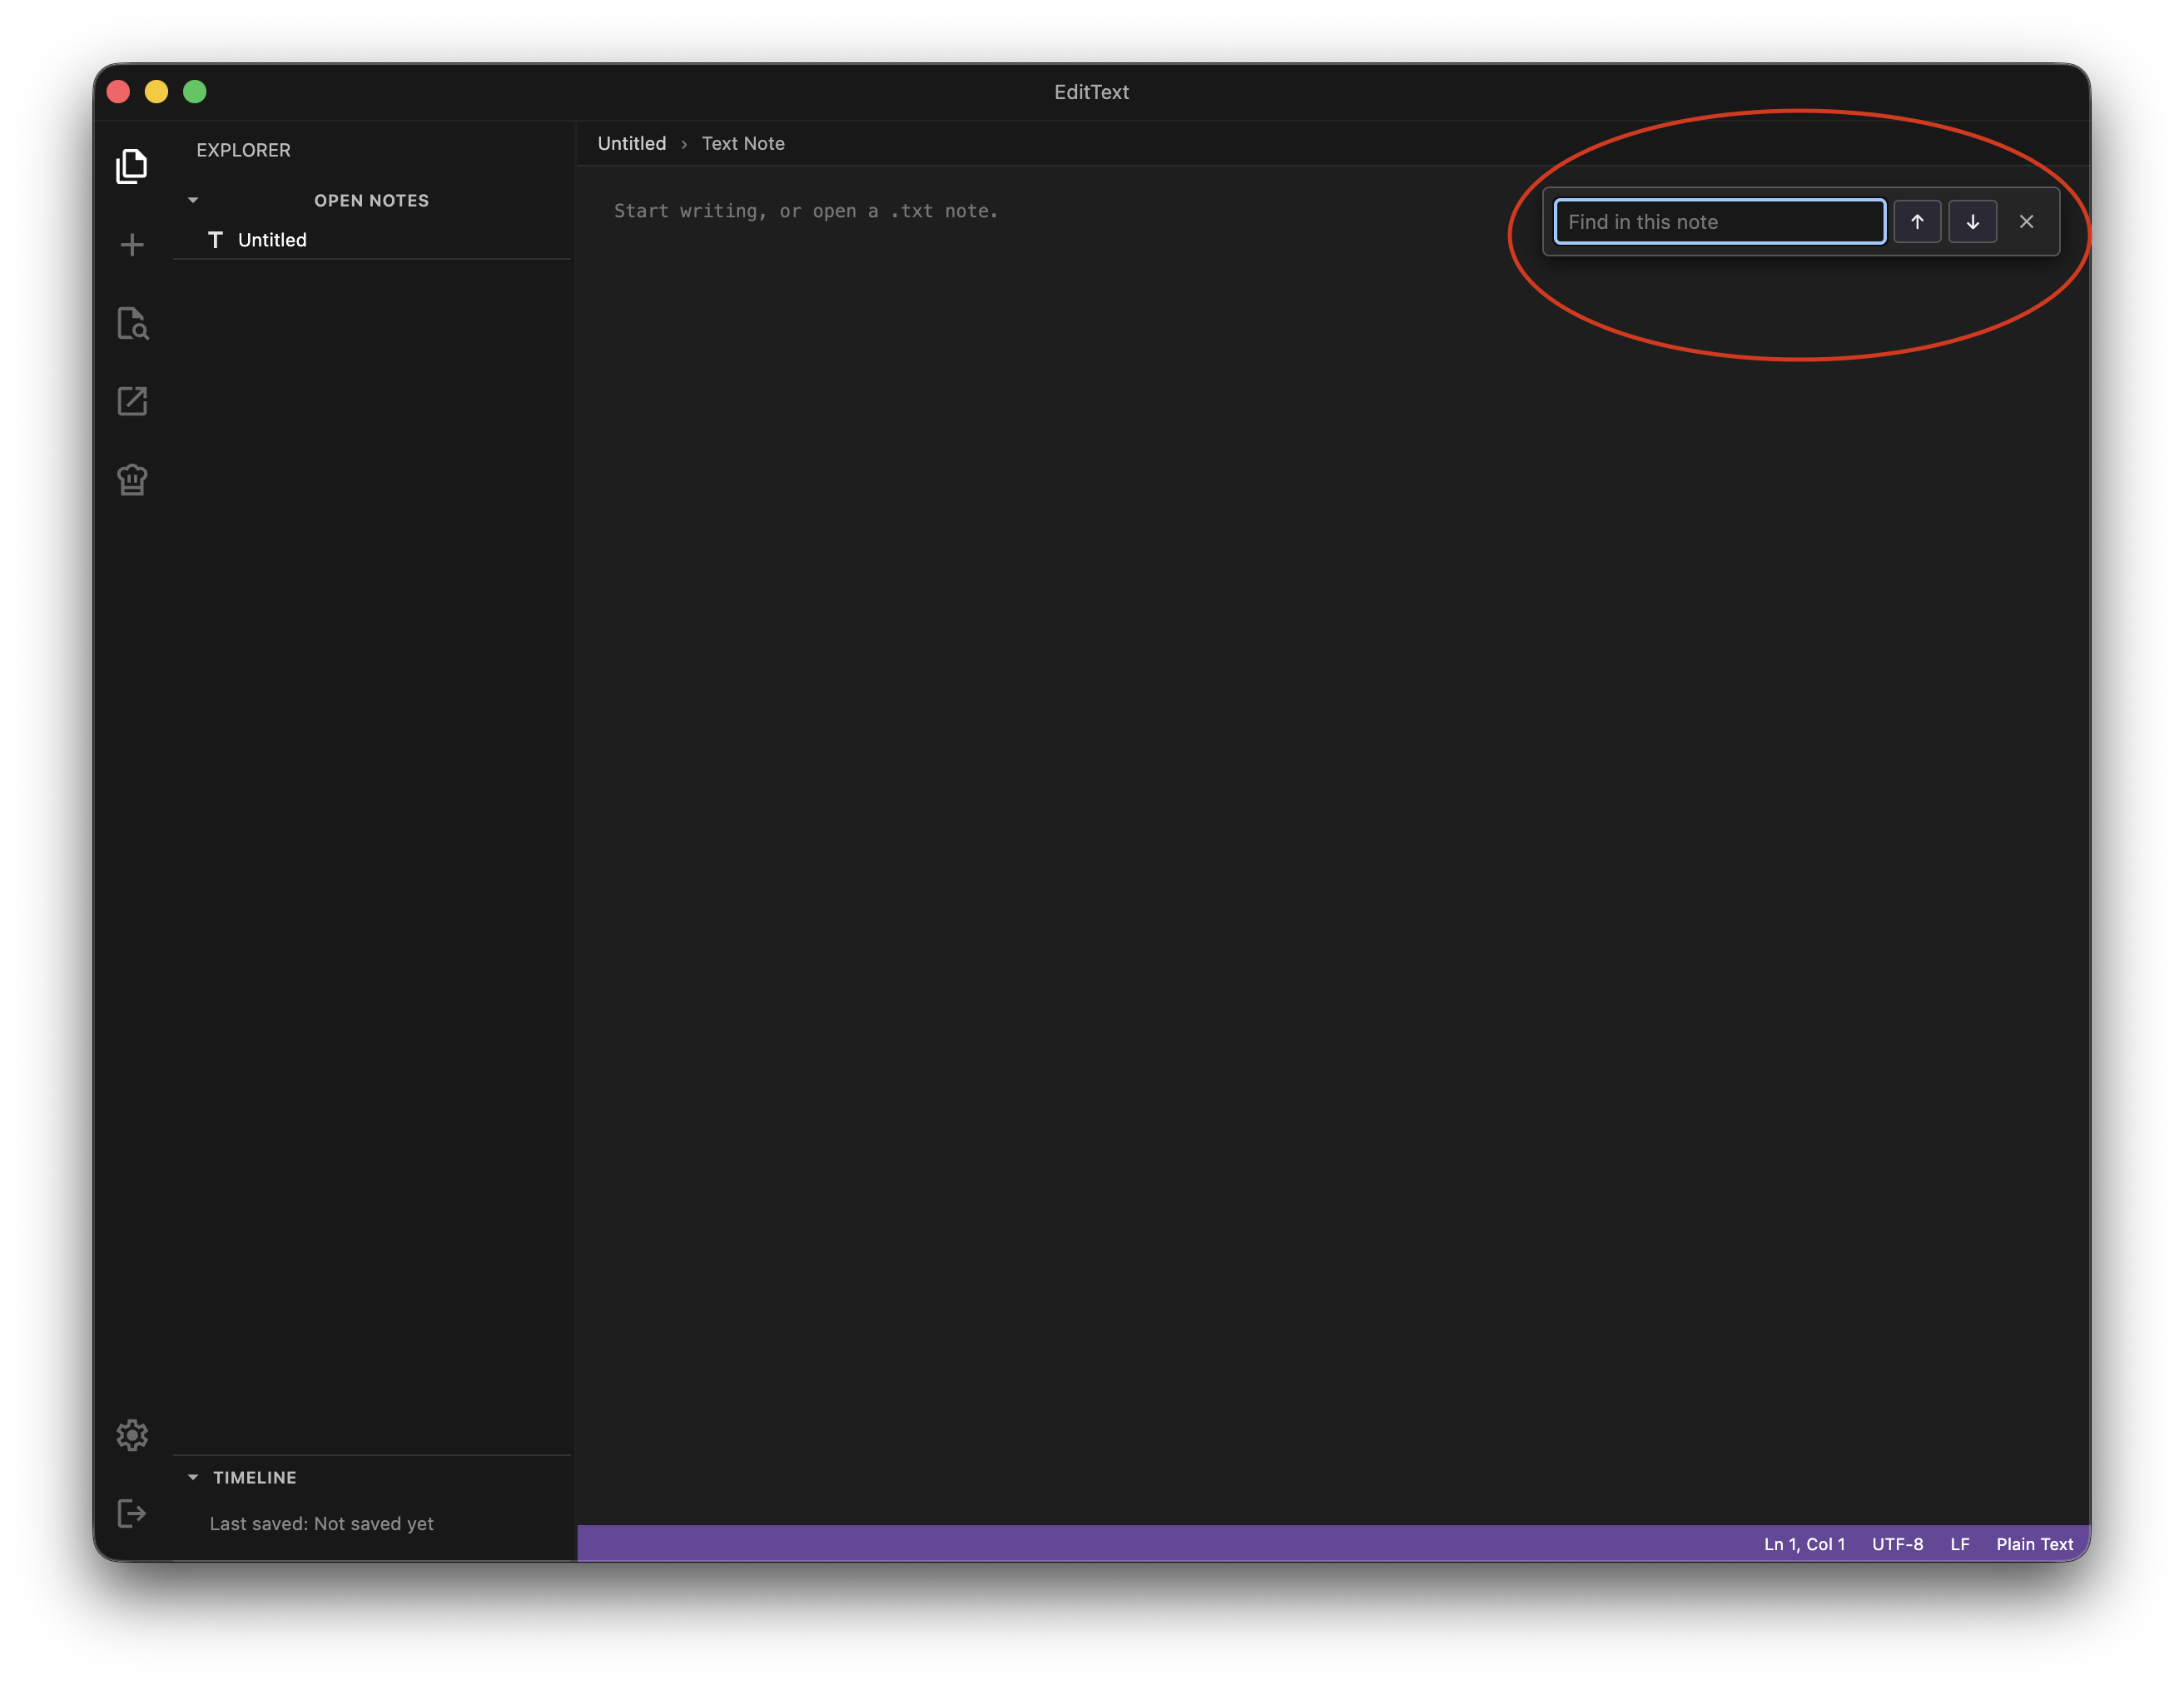 EditText
EXPLORER
OPEN NOTES
Untitled
Untitled › Text Note
Start writing, or open a .txt note.
Find in this note
TIMELINE
Last saved: Not saved yet
Ln 1, Col 1 UTF-8 LF Plain Text